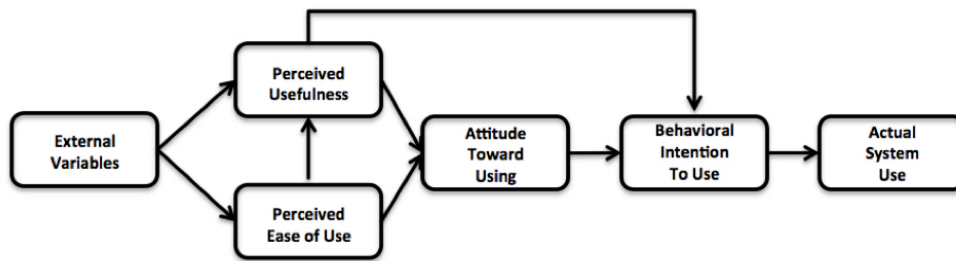 Perceived
Usefulness
External
Variables
Perceived
Ease of Use
Attitude
Toward
Using
Behavioral
Intention
To Use
Actual
System
Use